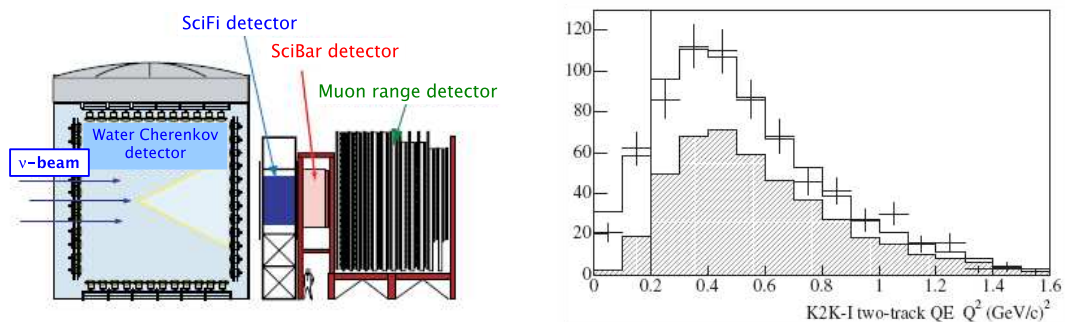 SciFi detector
SciBar detector
Muon range detector
Water Cherenkov
detector
ν-beam
120
100
80
60
40
20
0
0 0.2 0.4 0.6 0.8 1 1.2 1.4 1.6
K2K-I two-track QE Q² (GeV/c)²